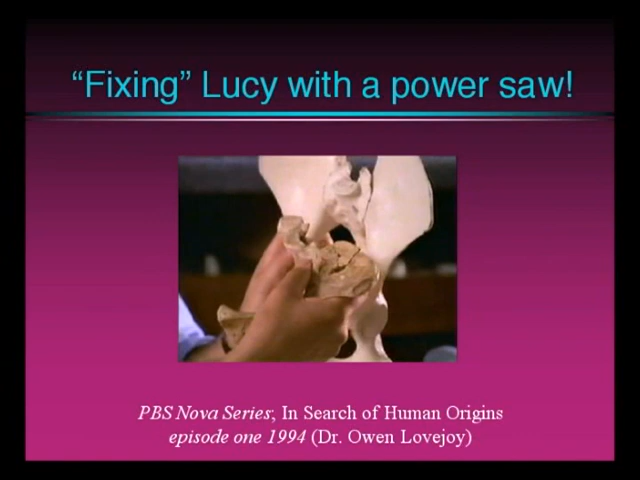 “Fixing” Lucy with a power saw!
PBS Nova Series, In Search of Human Origins
episode one 1994 (Dr. Owen Lovejoy)